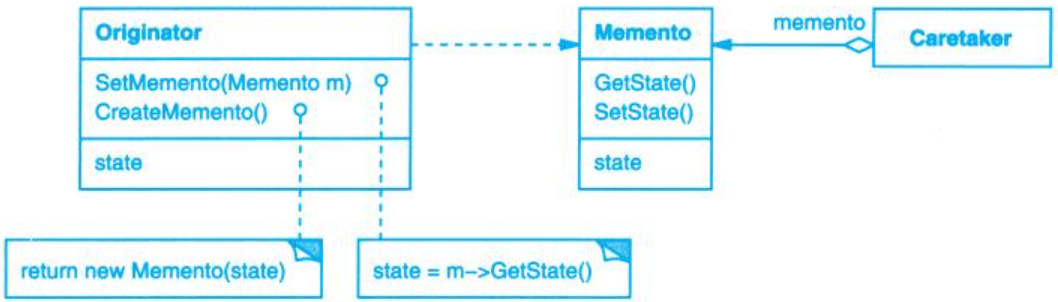 Originator
SetMemento(Memento m)
CreateMemento()
state
return new Memento(state)
state = m->GetState()
Memento
GetState()
SetState()
state
memento
Caretaker